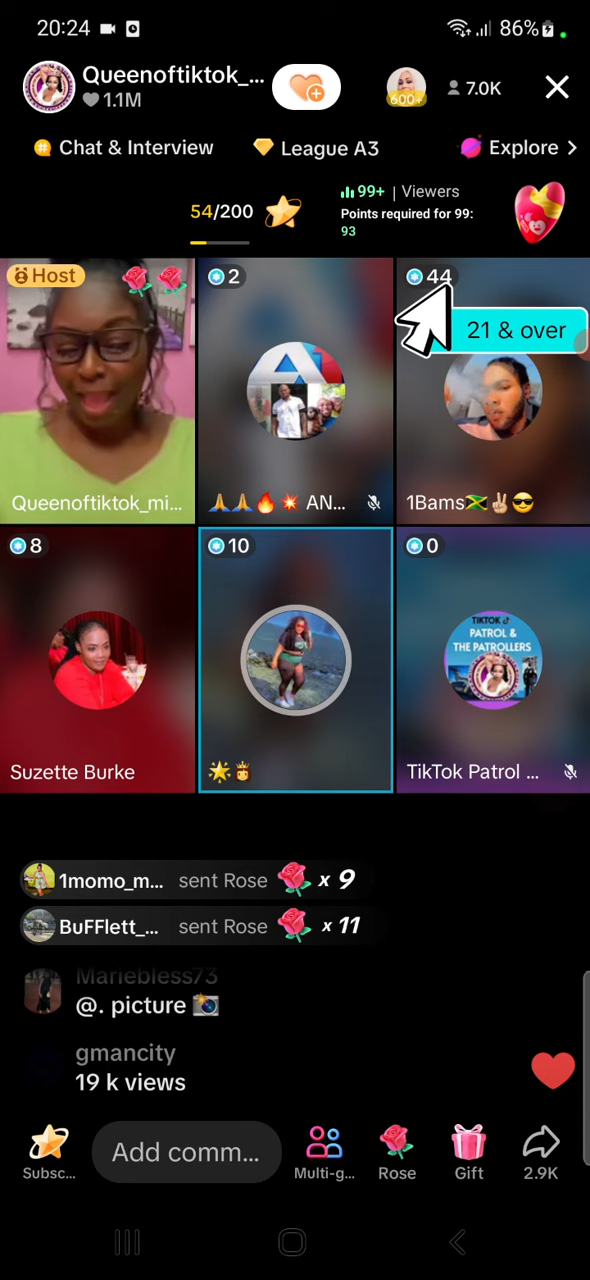 20:24
86%
Queenoftiktok_...
1.1M
600+
7.0K
Chat & Interview
League A3
Explore >
54/200
99+ | Viewers
Points required for 99:
93
Host
2
44
21 & over
Queenoftiktok_mi...
🙏🙏🔥💥 AN...
1Bams🇯🇲✌🏽😎
8
10
0
TIKTOK
PATROL &
THE PATROLLERS
Suzette Burke
🌟👸
TikTok Patrol ...
1momo_m... sent Rose x 9
BuFFlett_... sent Rose x 11
Mariebless73
@. picture 📸
gmancity
19 k views
Add comm...
Subsc...
Multi-g...
Rose
Gift
2.9K